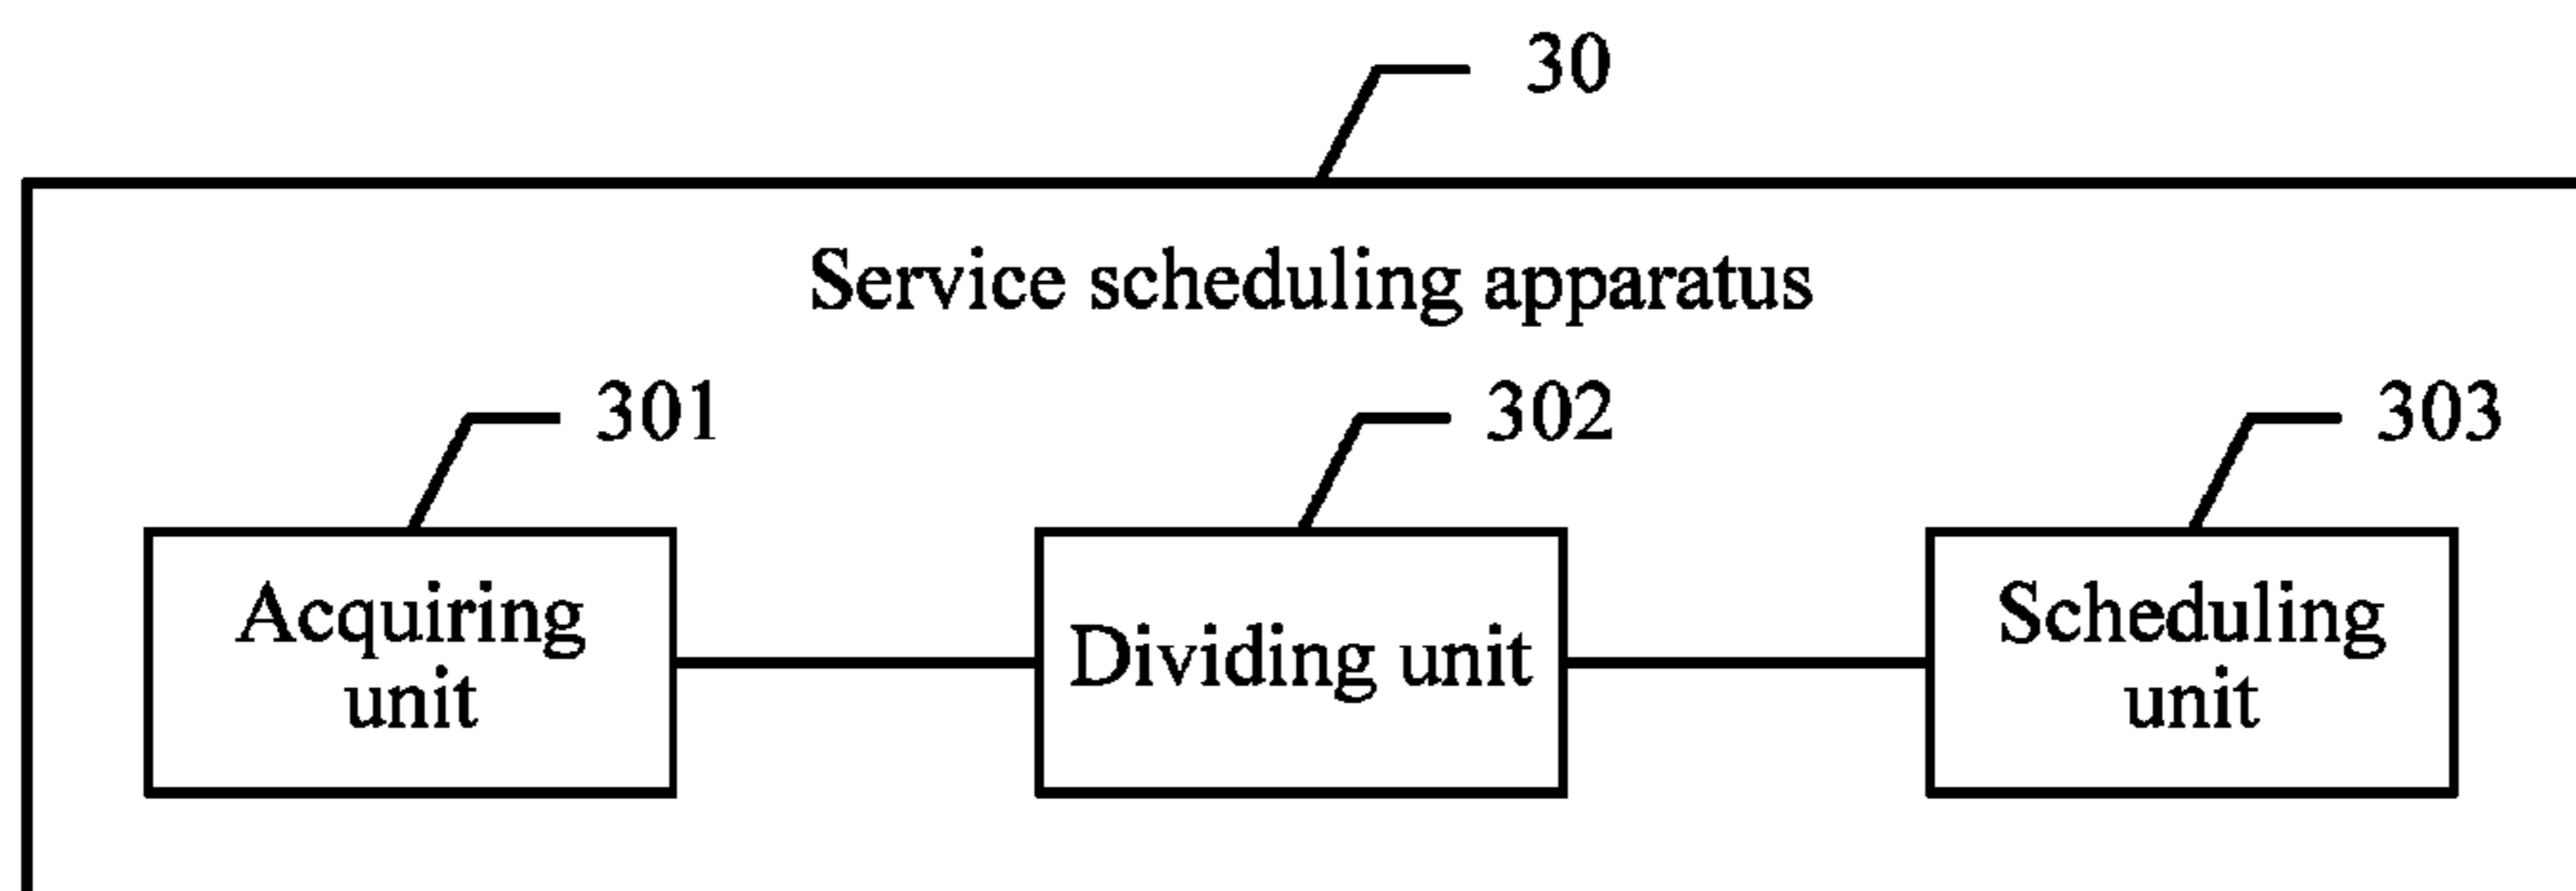 30
Service scheduling apparatus
301
302
303
Acquiring
unit
Dividing unit
Scheduling
unit